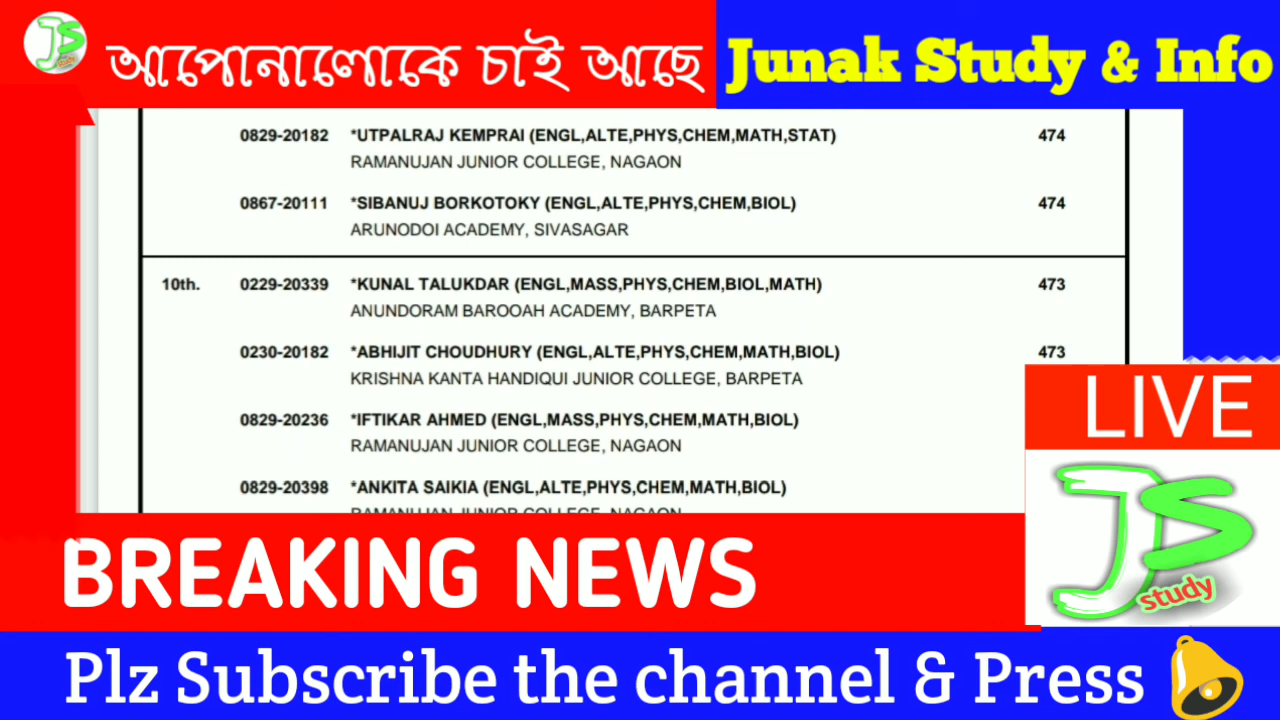 JS
study
আপোনালোকে চাই আছে
Junak Study & Info
0829-20182 *UTPALRAJ KEMPRAI (ENGL,ALTE,PHYS,CHEM,MATH,STAT) 474
RAMANUJAN JUNIOR COLLEGE, NAGAON
0867-20111 *SIBANUJ BORKOTOKY (ENGL,ALTE,PHYS,CHEM,BIOL) 474
ARUNODOI ACADEMY, SIVASAGAR
10th. 0229-20339 *KUNAL TALUKDAR (ENGL,MASS,PHYS,CHEM,BIOL,MATH) 473
ANUNDORAM BAROOAH ACADEMY, BARPETA
0230-20182 *ABHIJIT CHOUDHURY (ENGL,ALTE,PHYS,CHEM,MATH,BIOL) 473
KRISHNA KANTA HANDIQUI JUNIOR COLLEGE, BARPETA
0829-20236 *IFTIKAR AHMED (ENGL,MASS,PHYS,CHEM,MATH,BIOL)
RAMANUJAN JUNIOR COLLEGE, NAGAON
0829-20398 *ANKITA SAIKIA (ENGL,ALTE,PHYS,CHEM,MATH,BIOL)
RAMANUJAN JUNIOR COLLEGE, NAGAON
LIVE
JS
study
BREAKING NEWS
Plz Subscribe the channel & Press